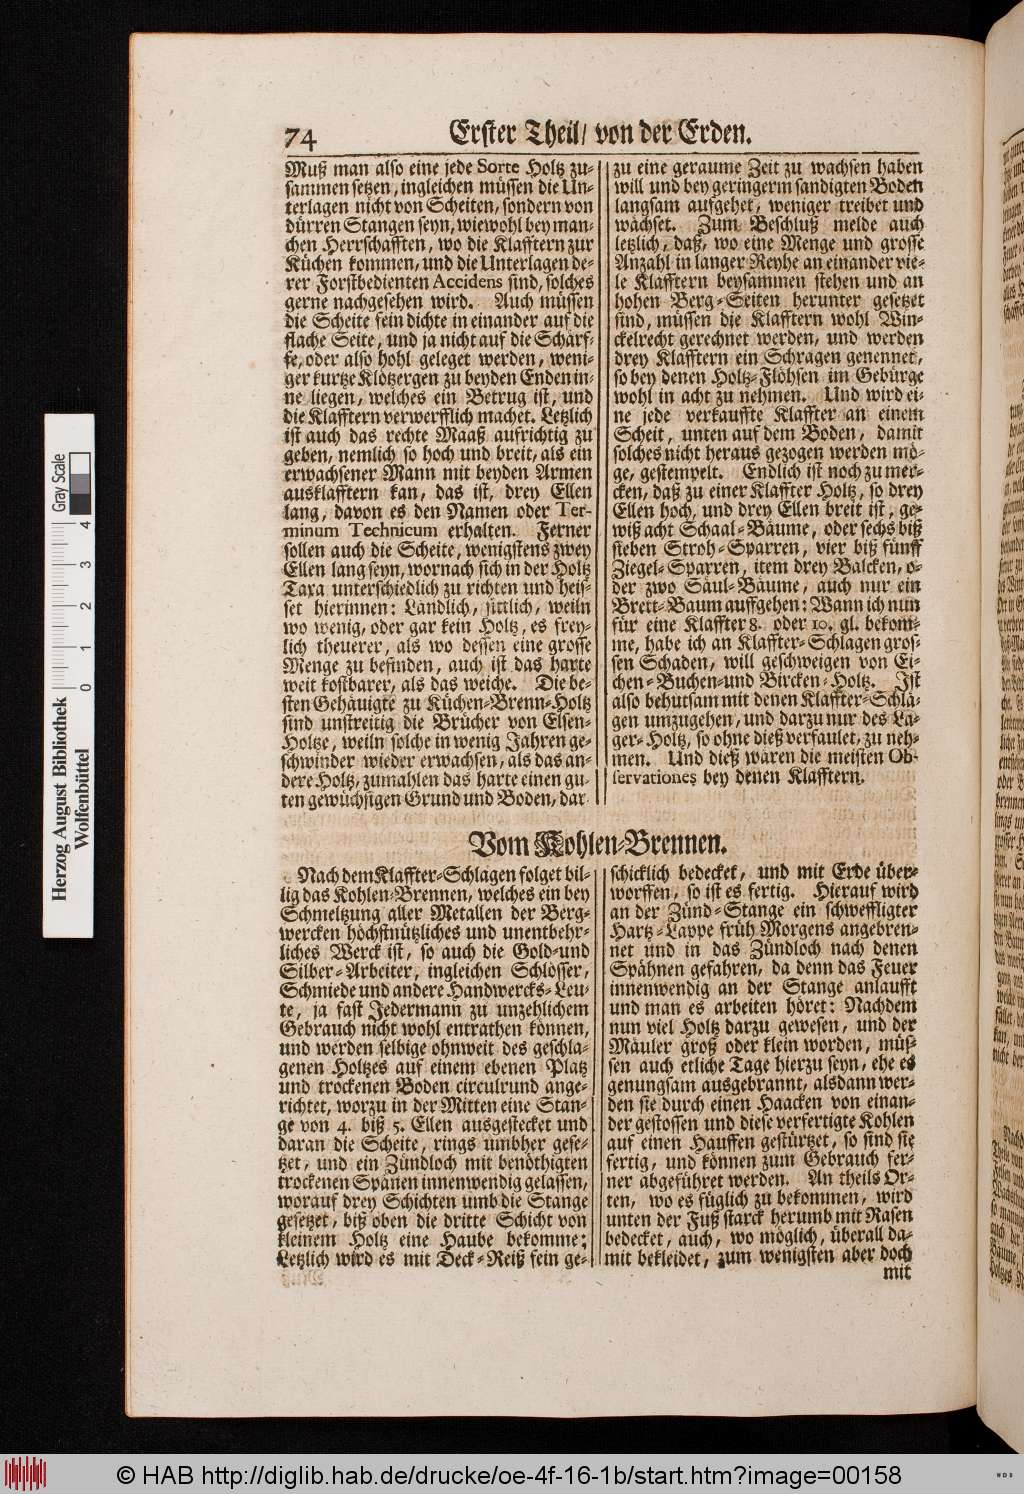 74
Erster Theil/ von der Erden.
Muß man also eine jede Sorte Holtz zu-
sammen setzen, ingleichen müssen die Un-
terlagen nicht von Scheiten, sondern von
dürren Stangen seyn, wiewohl bey man-
chen Herrschafften, wo die Klafftern zur
Küchen kommen, und die Unterlagen de-
rer Forstbedienten Accidens sind, solches
gerne nachgesehen wird. Auch müssen
die Scheite fein dichte in einander auf die
flache Seite, und ja nicht auf die Schärf-
fe, oder also hohl geleget werden, weni-
ger kurtze Klötzergen zu beyden Enden in-
ne liegen, welches ein Betrug ist, und
die Klafftern verwerfflich machet. Letzlich
ist auch das rechte Maaß aufrichtig zu
geben, nemlich so hoch und breit, als ein
erwachsener Mann mit beyden Armen
ausklafftern kan, das ist, drey Ellen
lang, davon es den Namen oder Ter-
minum Technicum erhalten. Ferner
sollen auch die Scheite, wenigstens zwey
Ellen lang seyn, wornach sich in der Holtz
Taxa unterschiedlich zu richten und heis-
set hierinnen: Ländlich, sittlich, weiln
wo wenig, oder gar kein Holtz, es frey-
lich theuerer, als wo dessen eine grosse
Menge zu befinden, auch ist das harte
weit kostbarer, als das weiche. Die be-
sten Gehäuigte zu Küchen-Brenn-Holtz
sind unstreitig die Brücher von Elsen-
Holtze, weiln solche in wenig Jahren ge-
schwinder wieder erwachsen, als das an-
dere Holtz, zumahlen das harte einen gu-
ten gewüchsigen Grund und Boden, dar-
zu eine geraume Zeit zu wachsen haben
will und bey geringerm sandigten Boden
langsam aufgehet, weniger treibet und
wächset. Zum Beschluß melde auch
letzlich, daß, wo eine Menge und grosse
Anzahl in langer Reyhe an einander vie-
le Klafftern beysammen stehen und an
hohen Berg-Seiten herunter gesetzet
sind, müssen die Klafftern wohl Win-
ckelrecht gerechnet werden, und werden
drey Klafftern ein Schragen genennet,
so bey denen Holtz-Flöhsen im Gebürge
wohl in acht zu nehmen. Und wird ei-
ne jede verkauffte Klaffter an einem
Scheit, unten auf dem Boden, damit
solches nicht heraus gezogen werden mö-
ge, gestempelt. Endlich ist noch zu mer-
cken, daß zu einer Klaffter Holtz, so drey
Ellen hoch, und drey Ellen breit ist, ge-
wiß acht Schaal-Bäume, oder sechs biß
sieben Stroh-Sparren, vier biß fünff
Ziegel-Sparren, item drey Balcken, o-
der zwo Säul-Bäume, auch nur ein
Brett-Baum auffgehen: Wann ich nun
für eine Klaffter 8. oder 10. gl. bekom-
me, habe ich an Klaffter-Schlagen gros-
sen Schaden, will geschweigen von Ei-
chen-Buchen-und Bircken-Holtz. Ist
also behutsam mit denen Klaffter-Schlä-
gen umzugehen, und darzu nur des La-
ger-Holtz, so ohne dieß verfaulet, zu neh-
men. Und dieß wären die meisten Ob-
servationes bey denen Klafftern.
Vom Kohlen-Brennen.
Nach dem Klaffter-Schlagen folget bil-
lig das Kohlen-Brennen, welches ein bey
Schmeltzung aller Metallen der Berg-
wercken höchstnützliches und unentbehr-
liches Werck ist, so auch die Gold-und
Silber-Arbeiter, ingleichen Schlösser,
Schmiede und andere Handwercks-Leu-
te, ja fast Jedermann zu unzehlichem
Gebrauch nicht wohl entrathen können,
und werden selbige ohnweit des geschla-
genen Holtzes auf einem ebenen Platz
und trockenen Boden circulrund ange-
richtet, worzu in der Mitten eine Stan-
ge von 4. biß 5. Ellen ausgestecket und
daran die Scheite, rings umbher gese-
tzet, und ein Zündloch mit benöthigten
trockenen Spänen innenwendig gelassen,
worauf drey Schichten umb die Stange
gesetzet, biß oben die dritte Schicht von
kleinem Holtz eine Haube bekomme;
Letzlich wird es mit Deck-Reiß fein ge-
schicklich bedecket, und mit Erde über-
worffen, so ist es fertig. Hierauf wird
an der Zünd-Stange ein schweffligter
Hartz-Lappe früh Morgens angebren-
net und in das Zündloch nach denen
Spähnen gefahren, da denn das Feuer
innenwendig an der Stange anlaufft
und man es arbeiten höret: Nachdem
nun viel Holtz darzu gewesen, und der
Mäuler groß oder klein worden, müs-
sen auch etliche Tage hierzu seyn, ehe es
genungsam ausgebrannt, alsdann wer-
den sie durch einen Haacken von einan-
der gestossen und diese verfertigte Kohlen
auf einen Hauffen gestürtzet, so sind sie
fertig, und können zum Gebrauch fer-
ner abgeführet werden. An theils Or-
ten, wo es füglich zu bekommen, wird
unten der Fuß starck herumb mit Rasen
bedecket, auch, wo möglich, überall da-
mit bekleidet, zum wenigsten aber doch
mit
Herzog August Bibliothek
Wolfenbüttel
Gray Scale
0 1 2 3 4
© HAB http://diglib.hab.de/drucke/oe-4f-16-1b/start.htm?image=00158